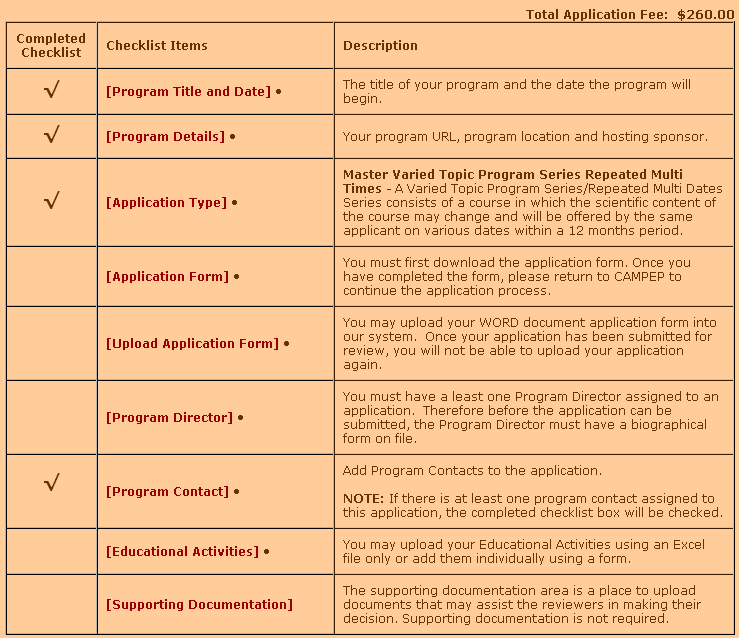 Total Application Fee: $260.00
Completed
Checklist
Checklist Items
Description
√
[Program Title and Date] •
The title of your program and the date the program will
begin.
√
[Program Details] •
Your program URL, program location and hosting sponsor.
√
[Application Type] •
Master Varied Topic Program Series Repeated Multi
Times - A Varied Topic Program Series/Repeated Multi Dates
Series consists of a course in which the scientific content of
the course may change and will be offered by the same
applicant on various dates within a 12 months period.
[Application Form] •
You must first download the application form. Once you
have completed the form, please return to CAMPEP to
continue the application process.
[Upload Application Form] •
You may upload your WORD document application form into
our system.  Once your application has been submitted for
review, you will not be able to upload your application
again.
[Program Director] •
You must have a least one Program Director assigned to an
application.  Therefore before the application can be
submitted, the Program Director must have a biographical
form on file.
√
[Program Contact] •
Add Program Contacts to the application.
NOTE: If there is at least one program contact assigned to
this application, the completed checklist box will be checked.
[Educational Activities] •
You may upload your Educational Activities using an Excel
file only or add them individually using a form.
[Supporting Documentation]
The supporting documentation area is a place to upload
documents that may assist the reviewers in making their
decision. Supporting documentation is not required.